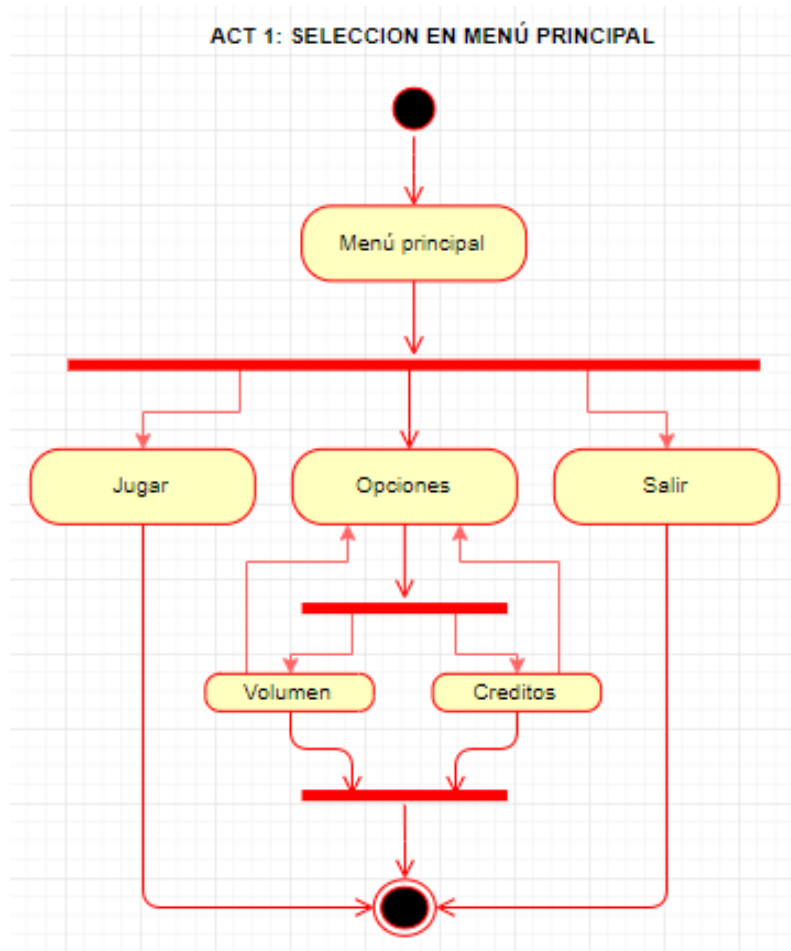 ACT 1: SELECCION EN MENÚ PRINCIPAL
Menú principal
Jugar
Opciones
Salir
Volumen
Creditos